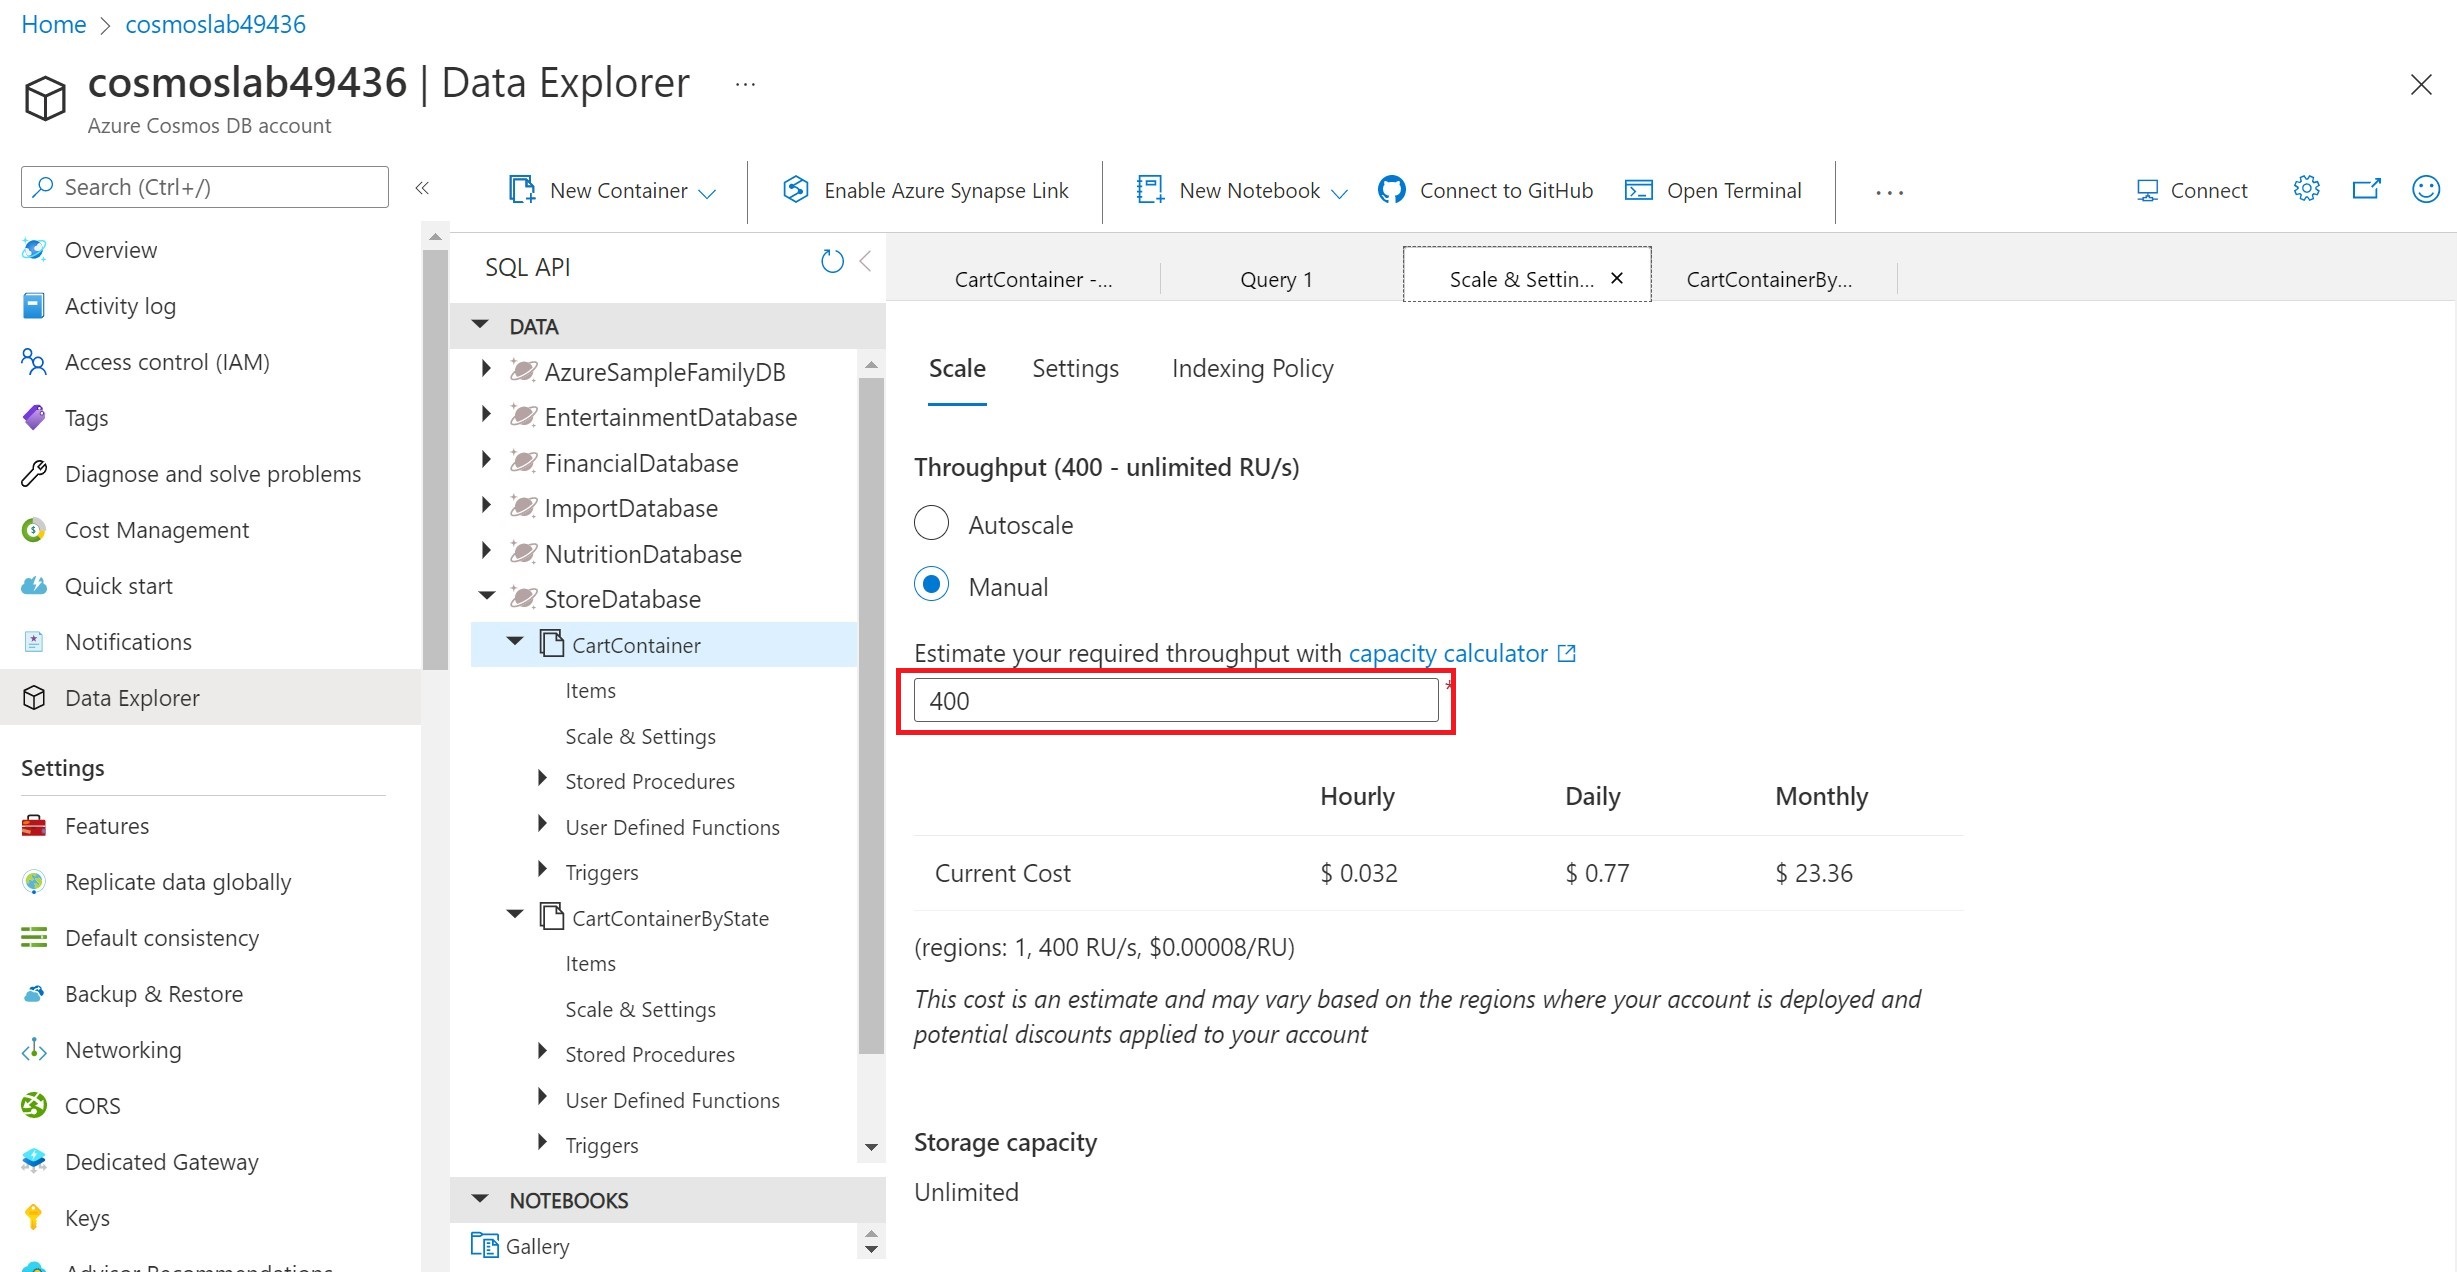 Home > cosmoslab49436
cosmoslab49436 | Data Explorer ...
Azure Cosmos DB account
Search (Ctrl+/)
«
Overview
Activity log
Access control (IAM)
Tags
Diagnose and solve problems
Cost Management
Quick start
Notifications
Data Explorer
Settings
Features
Replicate data globally
Default consistency
Backup & Restore
Networking
CORS
Dedicated Gateway
Keys
Advisor Recommendations
New Container
Enable Azure Synapse Link
New Notebook
Connect to GitHub
Open Terminal
...
Connect
SQL API
DATA
AzureSampleFamilyDB
EntertainmentDatabase
FinancialDatabase
ImportDatabase
NutritionDatabase
StoreDatabase
CartContainer
Items
Scale & Settings
Stored Procedures
User Defined Functions
Triggers
CartContainerByState
Items
Scale & Settings
Stored Procedures
User Defined Functions
Triggers
NOTEBOOKS
Gallery
CartContainer -...
Query 1
Scale & Settin...
CartContainerBy...
Scale Settings Indexing Policy
Throughput (400 - unlimited RU/s)
Autoscale
Manual
Estimate your required throughput with capacity calculator
400 *
Hourly Daily Monthly
Current Cost $ 0.032 $ 0.77 $ 23.36
(regions: 1, 400 RU/s, $0.00008/RU)
This cost is an estimate and may vary based on the regions where your account is deployed and
potential discounts applied to your account
Storage capacity
Unlimited